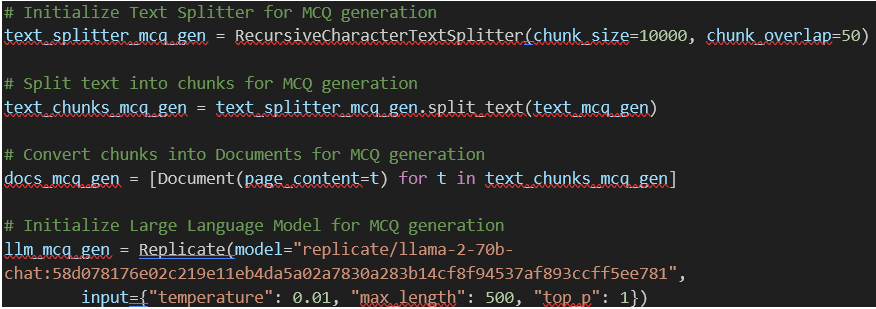 # Initialize Text Splitter for MCQ generation
text_splitter_mcq_gen = RecursiveCharacterTextSplitter(chunk_size=10000, chunk_overlap=50)
# Split text into chunks for MCQ generation
text_chunks_mcq_gen = text_splitter_mcq_gen.split_text(text_mcq_gen)
# Convert chunks into Documents for MCQ generation
docs_mcq_gen = [Document(page_content=t) for t in text_chunks_mcq_gen]
# Initialize Large Language Model for MCQ generation
llm_mcq_gen = Replicate(model="replicate/llama-2-70b-
chat:58d078176e02c219e11eb4da5a02a7830a283b14cf8f94537af893ccff5ee781",
input={"temperature": 0.01, "max_length": 500, "top_p": 1})